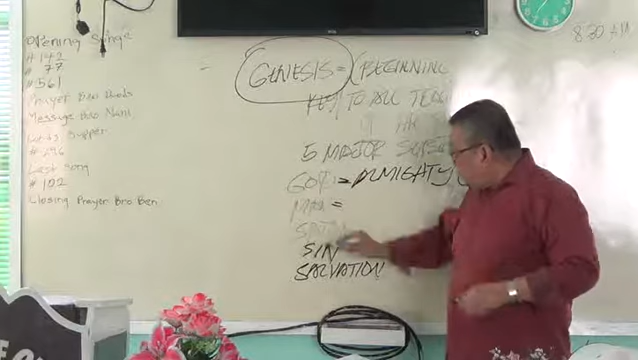 Opening Songs
# 142
# 77
# 561
Prayer Bro
Message Bro
Supper
# 296
Last Song
# 102
Closing Prayer Bro Ben
8:30 AM
GENESIS = (BEGINNING
KEY TO ALL
5 MAJOR
GOD = ALMIGHTY
MAN =
SATAN
SIN
SALVATION